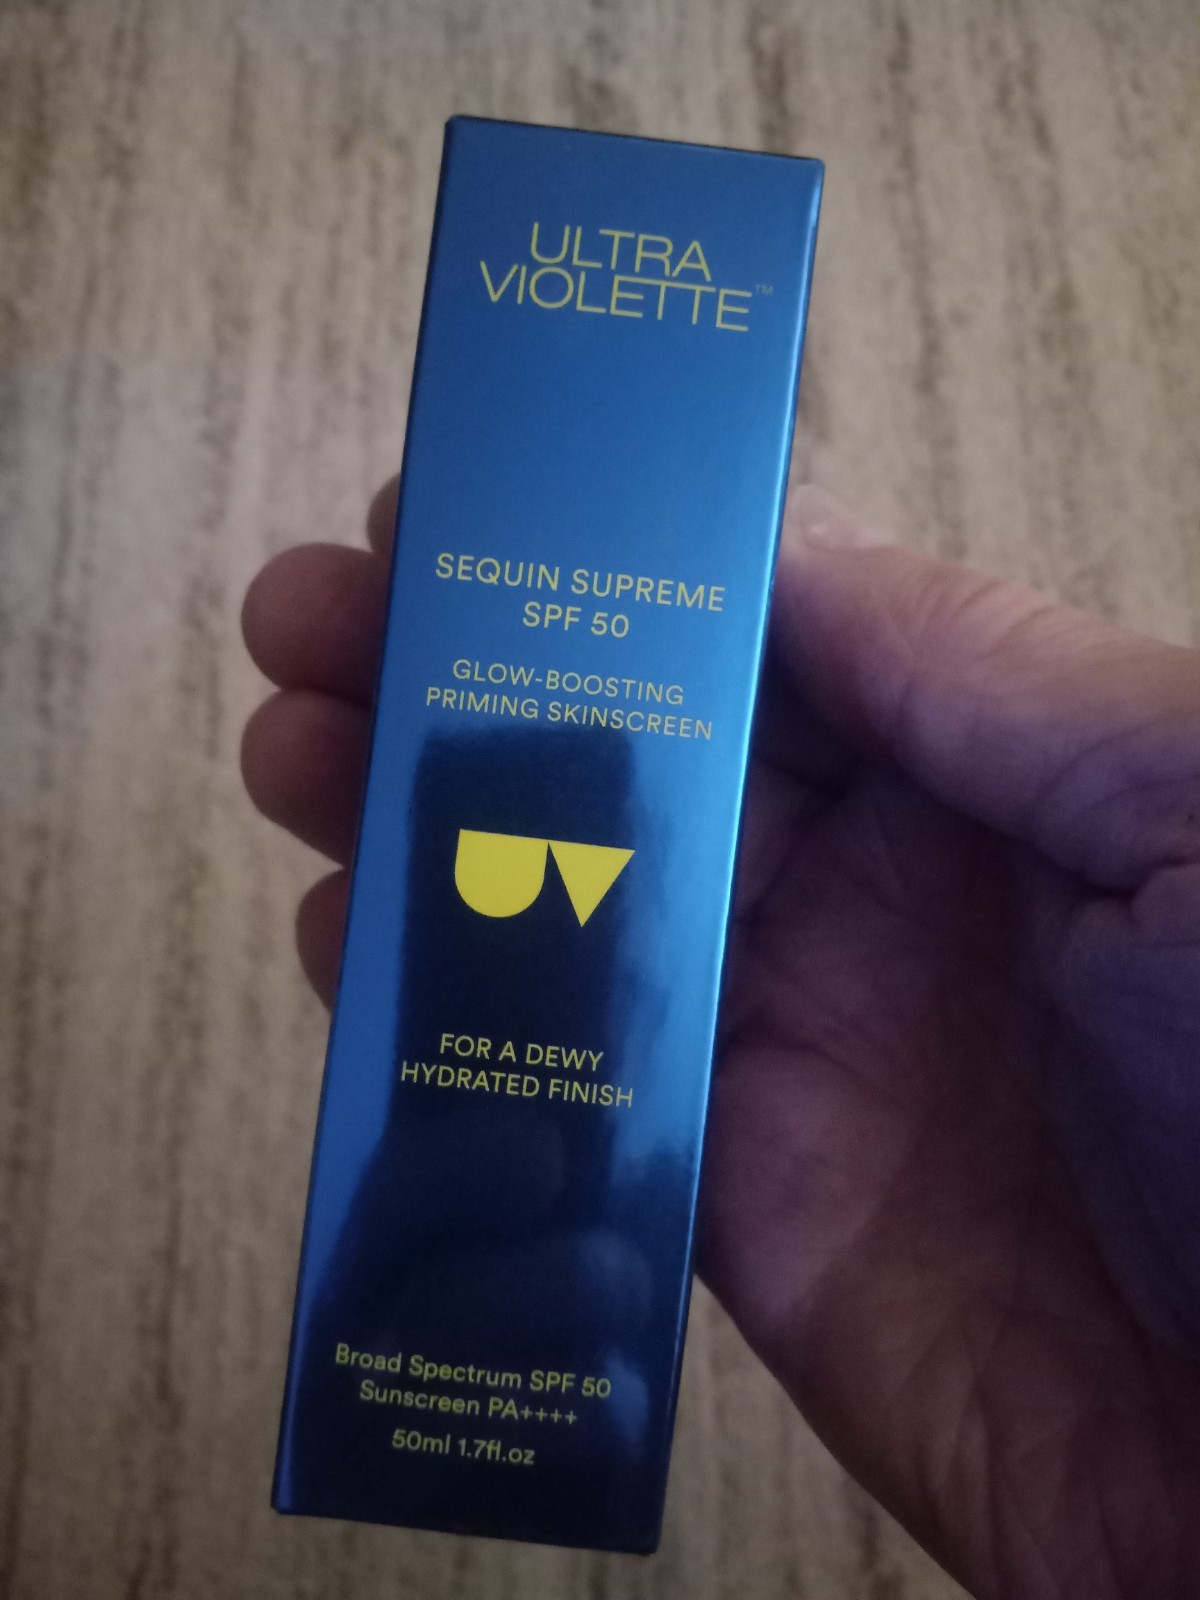 ULTRA
VIOLETTE™
SEQUIN SUPREME
SPF 50
GLOW-BOOSTING
PRIMING SKINSCREEN
FOR A DEWY
HYDRATED FINISH
Broad Spectrum SPF 50
Sunscreen PA++++
50ml 1.7fl.oz